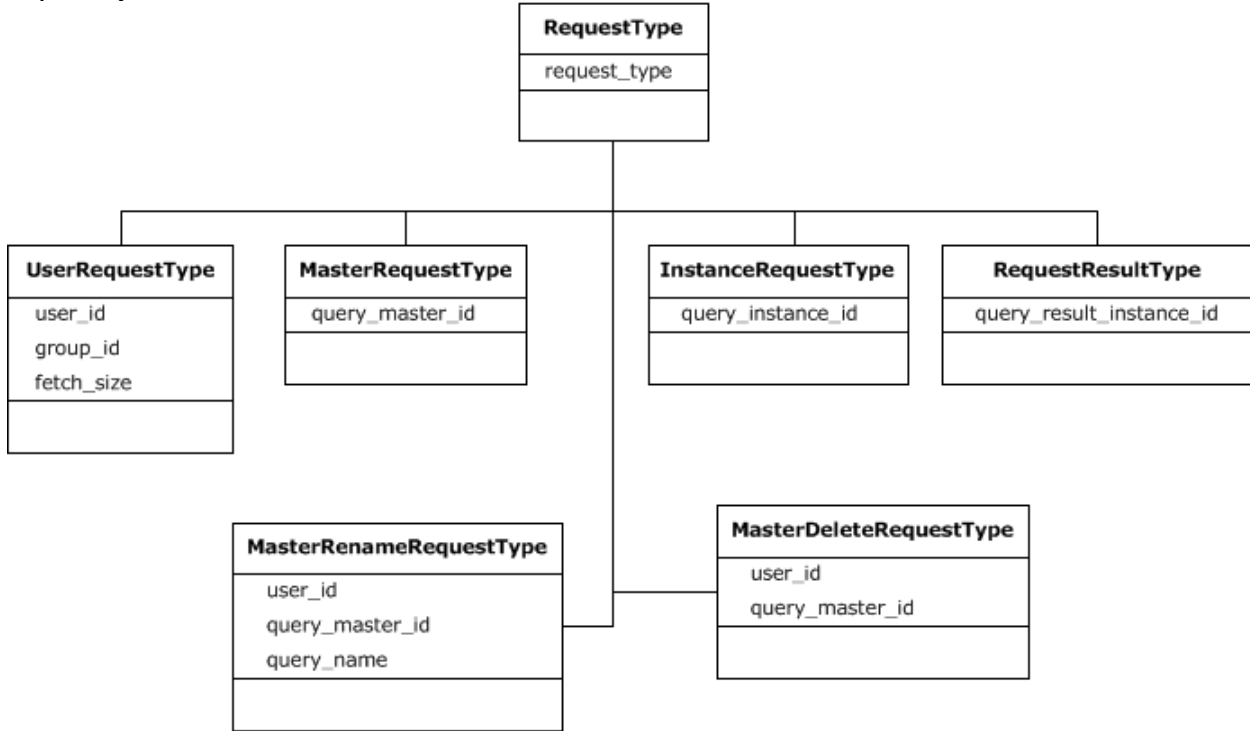 RequestType
request_type
UserRequestType
user_id
group_id
fetch_size
MasterRequestType
query_master_id
InstanceRequestType
query_instance_id
RequestResultType
query_result_instance_id
MasterRenameRequestType
user_id
query_master_id
query_name
MasterDeleteRequestType
user_id
query_master_id